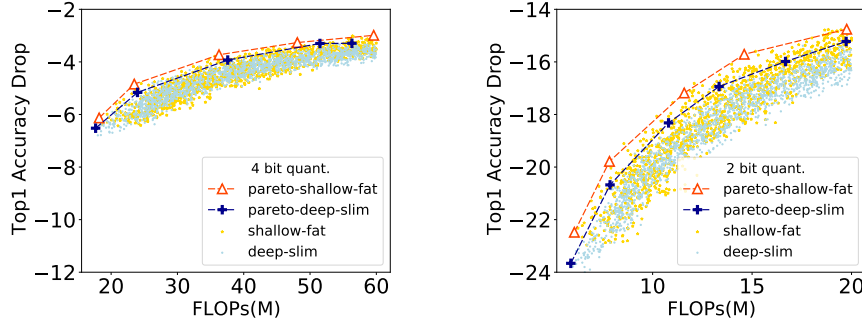 −2
−4
−6
−8
−10
−12
Top1 Accuracy Drop
20
30
40
50
60
FLOPs(M)
4 bit quant.
pareto-shallow-fat
pareto-deep-slim
shallow-fat
deep-slim
−14
−16
−18
−20
−22
−24
Top1 Accuracy Drop
10
15
20
FLOPs(M)
2 bit quant.
pareto-shallow-fat
pareto-deep-slim
shallow-fat
deep-slim